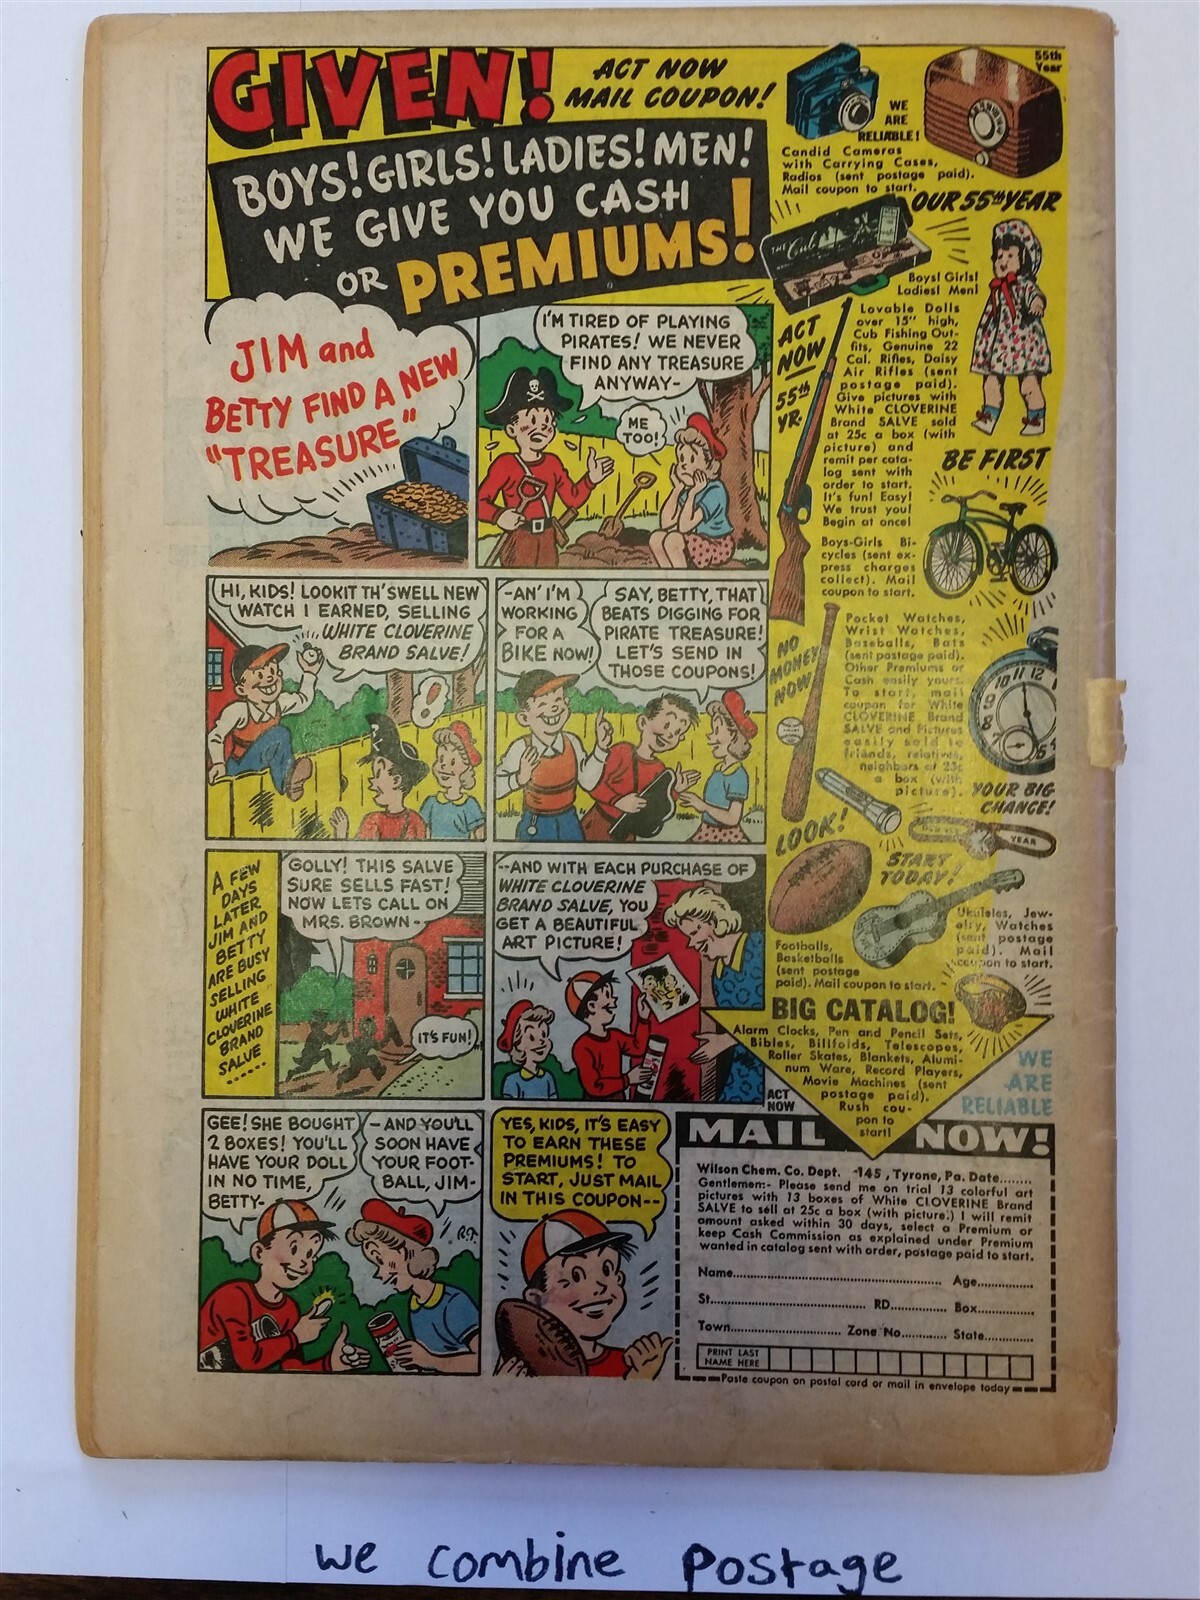 GIVEN!
ACT NOW
MAIL COUPON!
BOYS! GIRLS! LADIES! MEN!
WE GIVE YOU CASH
OR PREMIUMS!
55th
Year
WE
ARE
RELIABLE!
Candid Cameras
with Carrying Cases,
Radios (sent postage paid).
Mail coupon to start.
OUR 55th YEAR
THE Cub
Boys! Girls!
Ladies! Men!
ACT
NOW
55th
YR.
Lovable Dolls
over 15" high,
Cub Fishing Out-
fits, Genuine 22
Cal. Rifles, Daisy
Air Rifles (sent
postage paid).
Give pictures with
White CLOVERINE
Brand SALVE sold
at 25c a box (with
picture) and
remit per cata-
log sent with
order to start.
It's fun! Easy!
We trust you!
Begin at once!
BE FIRST
Boys-Girls Bi-
cycles (sent ex-
press charges
collect). Mail
coupon to start.
NO
MONEY
NOW
Pocket Watches,
Wrist Watches,
Baseballs, Bats
(sent postage paid).
Other Premiums or
Cash easily yours.
To start, mail
coupon for White
CLOVERINE Brand
SALVE and Pictures
easily sold to
friends, relatives,
neighbors at 25c
a box (with
picture).
10 11 12
9
8
7
6
5
YOUR BIG
CHANCE!
LOOK!
YEAR
START
TODAY!
Footballs,
Basketballs
(sent postage
paid). Mail coupon to start.
Ukuleles, Jew-
elry, Watches
(sent postage
paid). Mail
coupon to start.
BIG CATALOG!
Alarm Clocks, Pen and Pencil Sets,
Bibles, Billfolds, Telescopes,
Roller Skates, Blankets, Alumi-
num Ware, Record Players,
Movie Machines (sent
postage paid).
Rush cou-
pon to
start!
WE
ARE
RELIABLE
ACT
NOW
JIM and
BETTY FIND A NEW
"TREASURE"
I'M TIRED OF PLAYING
PIRATES! WE NEVER
FIND ANY TREASURE
ANYWAY-
ME
TOO!
HI, KIDS! LOOKIT TH' SWELL NEW
WATCH I EARNED, SELLING
WHITE CLOVERINE
BRAND SALVE!
!
-AN' I'M
WORKING
FOR A
BIKE NOW!
SAY, BETTY, THAT
BEATS DIGGING FOR
PIRATE TREASURE!
LET'S SEND IN
THOSE COUPONS!
A FEW
DAYS
LATER
JIM AND
BETTY
ARE BUSY
SELLING
WHITE
CLOVERINE
BRAND
SALVE
......
GOLLY! THIS SALVE
SURE SELLS FAST!
NOW LETS CALL ON
MRS. BROWN-
IT'S FUN!
--AND WITH EACH PURCHASE OF
WHITE CLOVERINE
BRAND SALVE, YOU
GET A BEAUTIFUL
ART PICTURE!
GEE! SHE BOUGHT
2 BOXES! YOU'LL
HAVE YOUR DOLL
IN NO TIME,
BETTY-
-AND YOU'LL
SOON HAVE
YOUR FOOT-
BALL, JIM-
R.F.
YES, KIDS, IT'S EASY
TO EARN THESE
PREMIUMS! TO
START, JUST MAIL
IN THIS COUPON--
MAIL NOW!
Wilson Chem. Co. Dept. -145, Tyrone, Pa. Date........
Gentlemen:- Please send me on trial 13 colorful art
pictures with 13 boxes of White CLOVERINE Brand
SALVE to sell at 25c a box (with picture.) I will remit
amount asked within 30 days, select a Premium or
keep Cash Commission as explained under Premium
wanted in catalog sent with order, postage paid to start.
Name.................... Age............
St.................... RD............ Box............
Town.................... Zone No............ State............
PRINT LAST
NAME HERE
Paste coupon on postal card or mail in envelope today
we combine postage